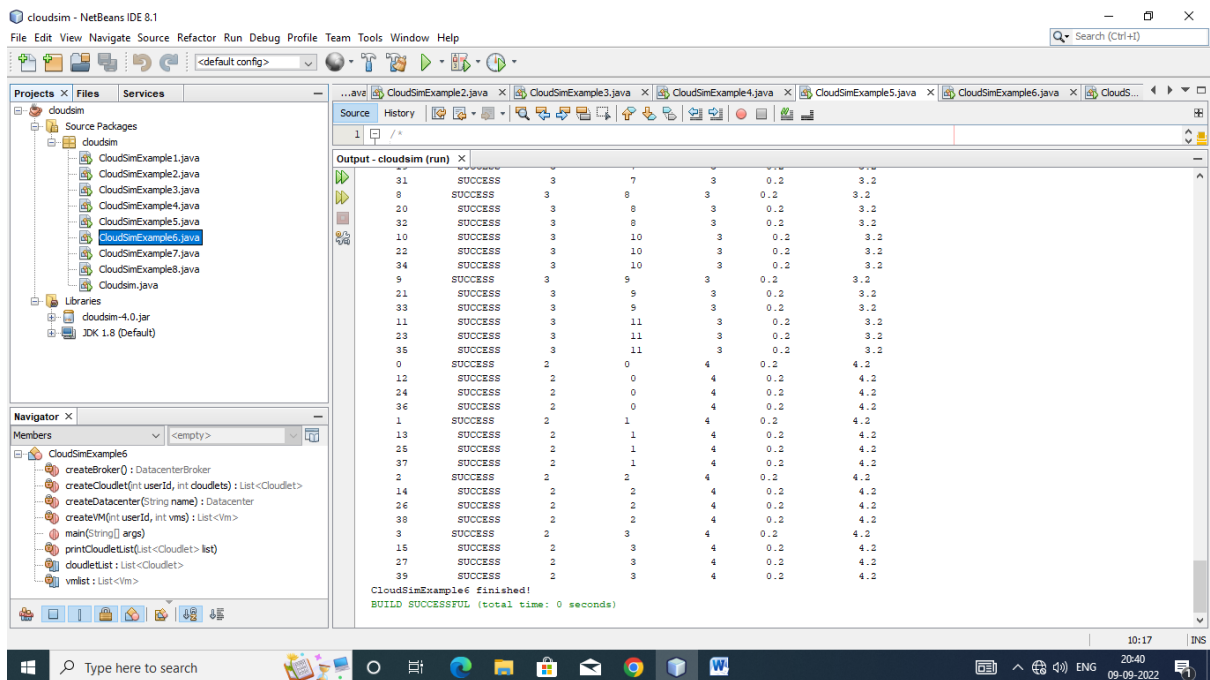 cloudsim - NetBeans IDE 8.1
File Edit View Navigate Source Refactor Run Debug Profile Team Tools Window Help
Search (Ctrl+I)
<default config>
Projects Files Services
cloudsim
Source Packages
cloudsim
CloudSimExample1.java
CloudSimExample2.java
CloudSimExample3.java
CloudSimExample4.java
CloudSimExample5.java
CloudSimExample6.java
CloudSimExample7.java
CloudSimExample8.java
Cloudsim.java
Libraries
cloudsim-4.0.jar
JDK 1.8 (Default)
Navigator
Members <empty>
CloudSimExample6
createBroker() : DatacenterBroker
createCloudlet(int userId, int cloudlets) : List<Cloudlet>
createDatacenter(String name) : Datacenter
createVM(int userId, int vms) : List<Vm>
main(String[] args)
printCloudletList(List<Cloudlet> list)
cloudletList : List<Cloudlet>
vmlist : List<Vm>
...ava CloudSimExample2.java CloudSimExample3.java CloudSimExample4.java CloudSimExample5.java CloudSimExample6.java CloudS...
Source History
1 /*
Output - cloudsim (run)
31 SUCCESS 3 7 3 0.2 3.2
8 SUCCESS 3 8 3 0.2 3.2
20 SUCCESS 3 8 3 0.2 3.2
32 SUCCESS 3 8 3 0.2 3.2
10 SUCCESS 3 10 3 0.2 3.2
22 SUCCESS 3 10 3 0.2 3.2
34 SUCCESS 3 10 3 0.2 3.2
9 SUCCESS 3 9 3 0.2 3.2
21 SUCCESS 3 9 3 0.2 3.2
33 SUCCESS 3 9 3 0.2 3.2
11 SUCCESS 3 11 3 0.2 3.2
23 SUCCESS 3 11 3 0.2 3.2
35 SUCCESS 3 11 3 0.2 3.2
0 SUCCESS 2 0 4 0.2 4.2
12 SUCCESS 2 0 4 0.2 4.2
24 SUCCESS 2 0 4 0.2 4.2
36 SUCCESS 2 0 4 0.2 4.2
1 SUCCESS 2 1 4 0.2 4.2
13 SUCCESS 2 1 4 0.2 4.2
25 SUCCESS 2 1 4 0.2 4.2
37 SUCCESS 2 1 4 0.2 4.2
2 SUCCESS 2 2 4 0.2 4.2
14 SUCCESS 2 2 4 0.2 4.2
26 SUCCESS 2 2 4 0.2 4.2
38 SUCCESS 2 2 4 0.2 4.2
3 SUCCESS 2 3 4 0.2 4.2
15 SUCCESS 2 3 4 0.2 4.2
27 SUCCESS 2 3 4 0.2 4.2
39 SUCCESS 2 3 4 0.2 4.2
CloudSimExample6 finished!
BUILD SUCCESSFUL (total time: 0 seconds)
10:17 INS
Type here to search
ENG
20:40
09-09-2022